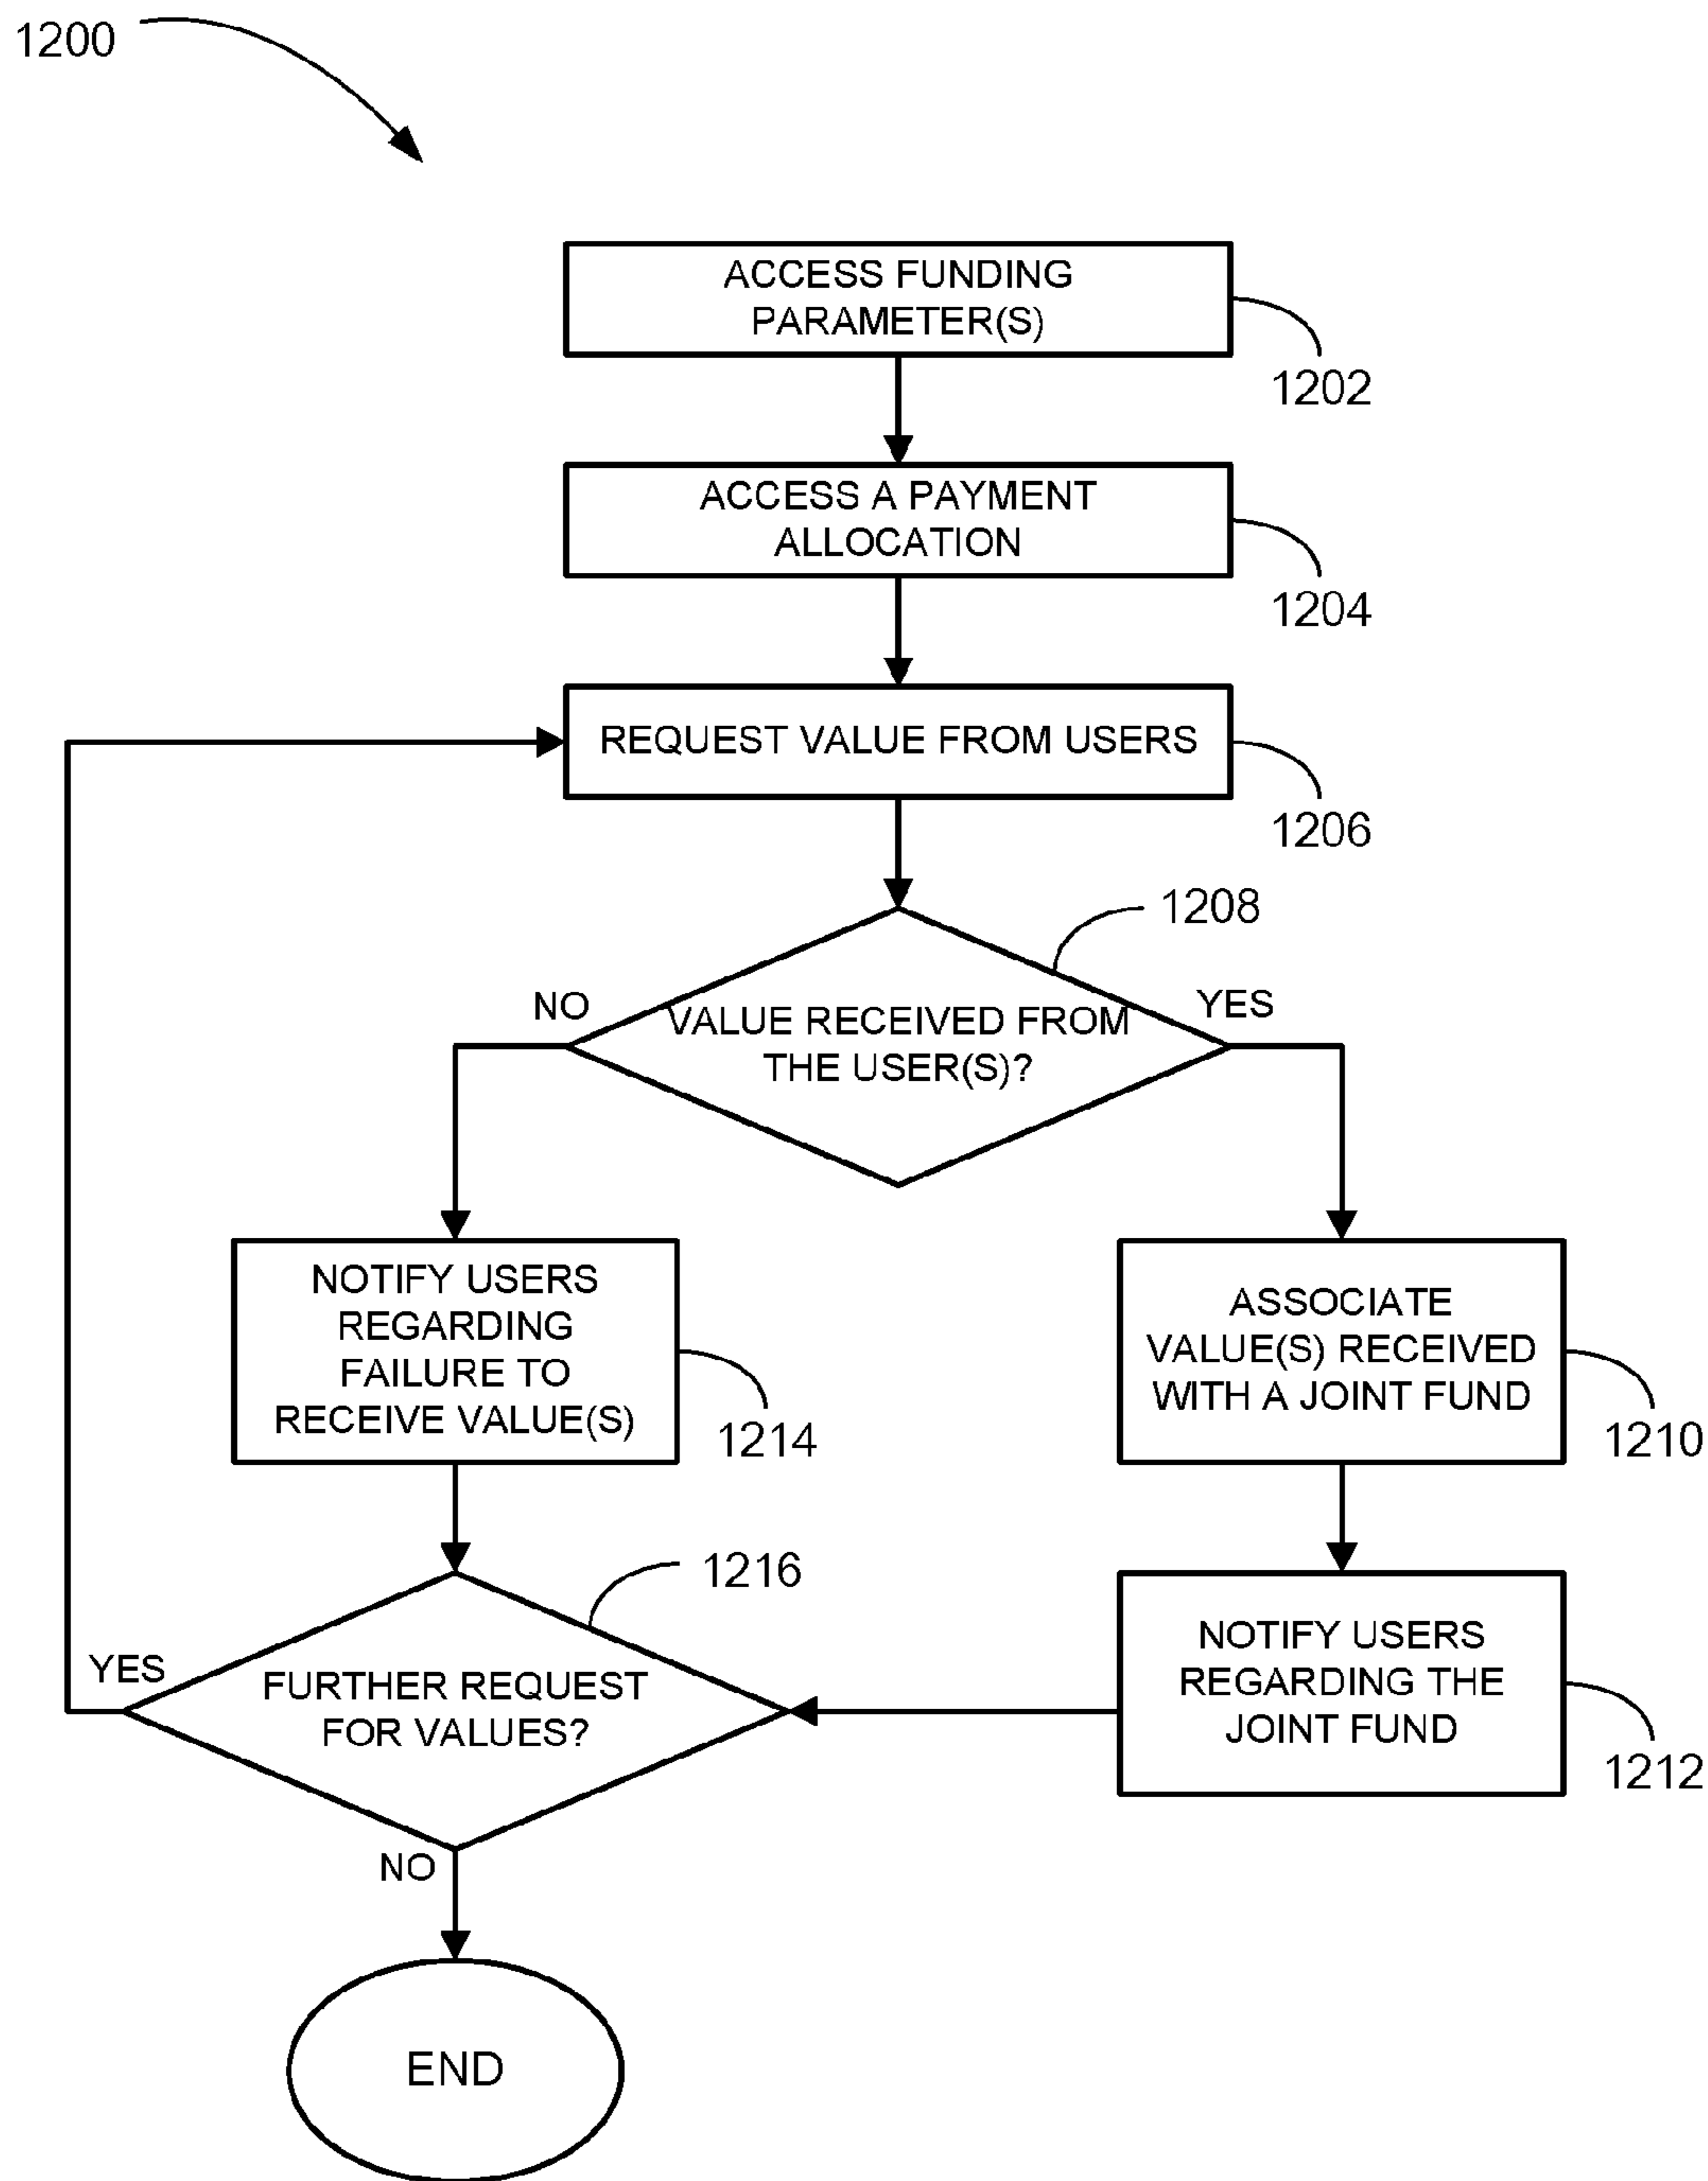 1200
ACCESS FUNDING
PARAMETER(S)
1202
ACCESS A PAYMENT
ALLOCATION
1204
REQUEST VALUE FROM USERS
1206
1208
NO
YES
VALUE RECEIVED FROM
THE USER(S)?
NOTIFY USERS
REGARDING
FAILURE TO
RECEIVE VALUE(S)
1214
ASSOCIATE
VALUE(S) RECEIVED
WITH A JOINT FUND
1210
1216
YES
FURTHER REQUEST
FOR VALUES?
NOTIFY USERS
REGARDING THE
JOINT FUND
1212
NO
END